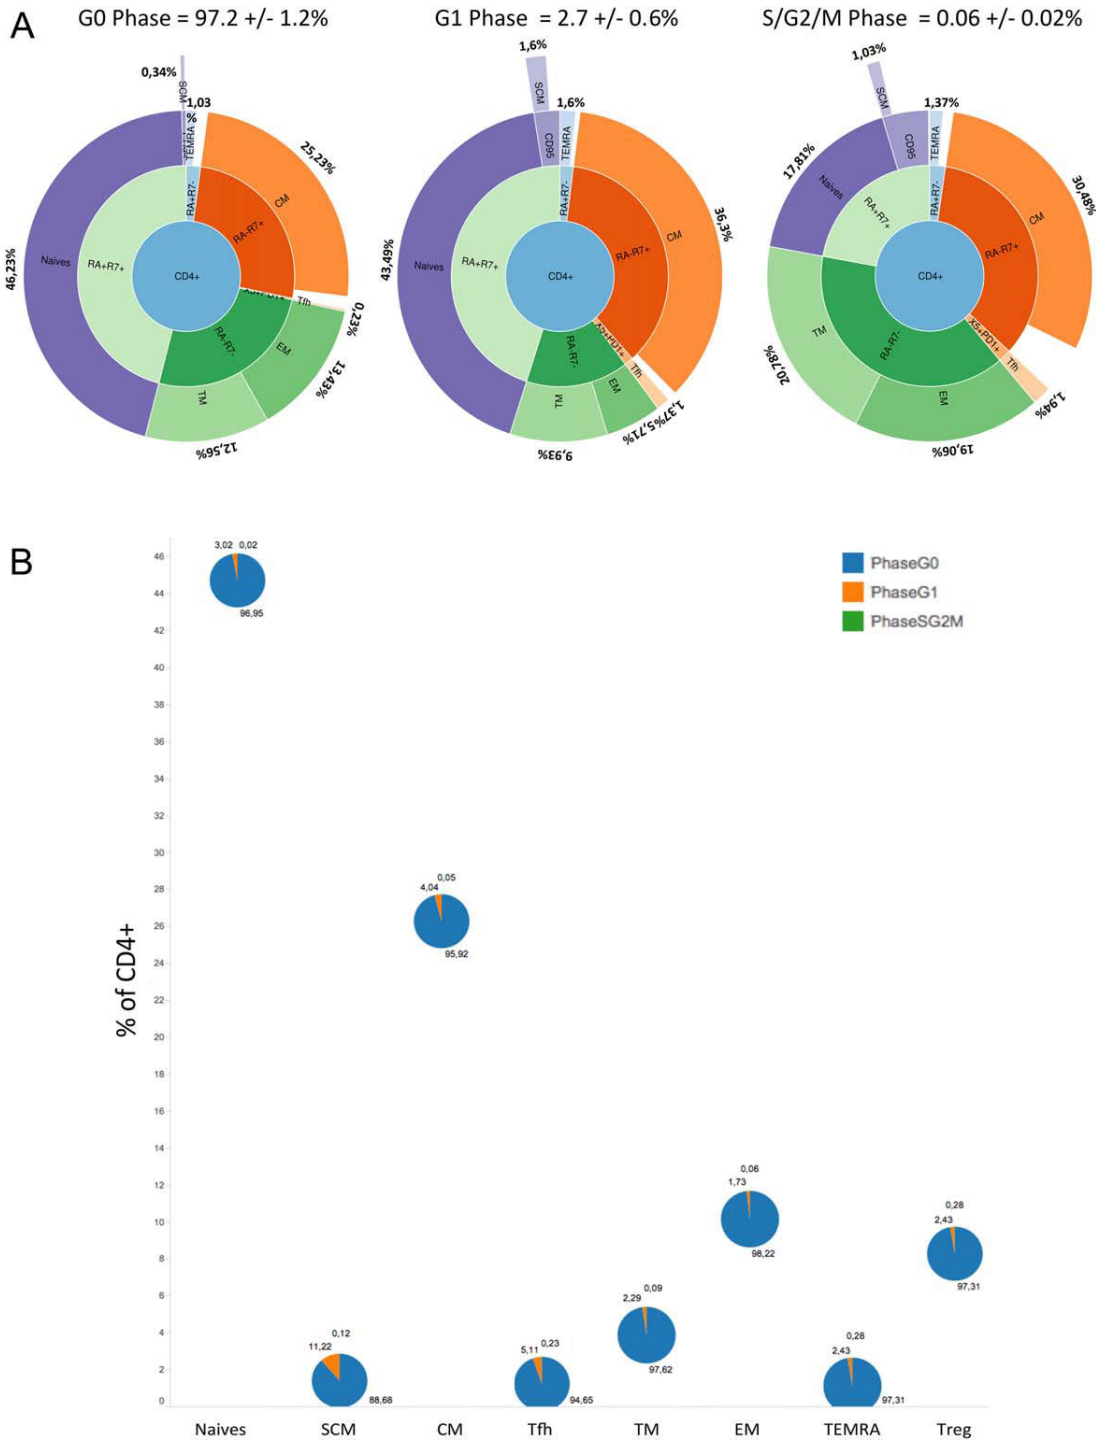 A
G0 Phase = 97.2 +/- 1.2%
G1 Phase = 2.7 +/- 0.6%
S/G2/M Phase = 0.06 +/- 0.02%
0,34%
SCM
1,03
%
TEMRA
RA+R7-
25,23%
CM
RA-R7+
46,23%
Naives
RA+R7+
CD4+
Tfh
0,23%
RA-R7-
EM
13,43%
TM
12,56%
1,6%
SCM
CD95
1,6%
TEMRA
RA+R7-
36,3%
CM
RA-R7+
43,49%
Naives
RA+R7+
CD4+
X5+PD1+
Tfh
1,37%
RA-R7-
EM
5,71%
TM
9,93%
1,03%
SCM
CD95
1,37%
TEMRA
RA+R7-
30,48%
CM
RA-R7+
17,81%
Naives
RA+R7+
CD4+
X5+PD1+
Tfh
1,94%
RA-R7-
EM
19,06%
TM
20,78%
B
% of CD4+
46
44
42
40
38
36
34
32
30
28
26
24
22
20
18
16
14
12
10
8
6
4
2
0
3,02 0,02
96,95
11,22
0,12
88,68
4,04
0,05
95,92
5,11
0,23
94,65
2,29
0,09
97,62
1,73
0,06
98,22
2,43
0,28
97,31
2,43
0,28
97,31
PhaseG0
PhaseG1
PhaseSG2M
Naives SCM CM Tfh TM EM TEMRA Treg